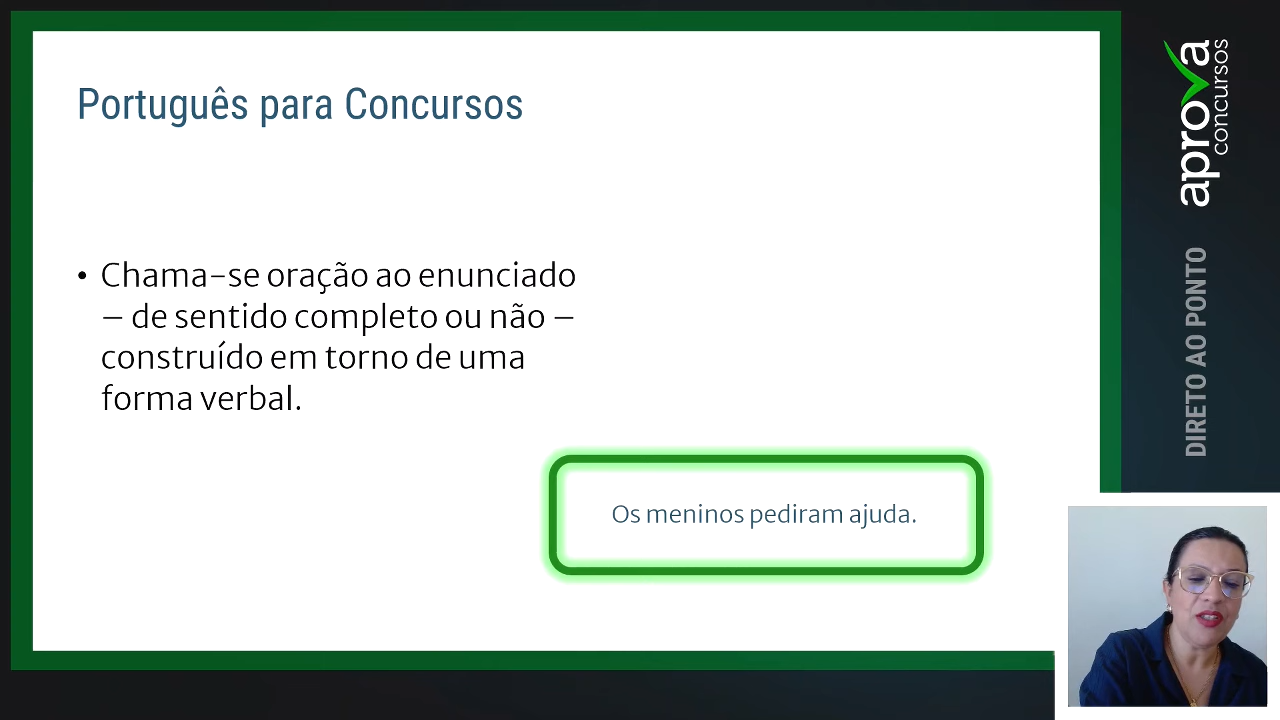 Português para Concursos
• Chama-se oração ao enunciado
– de sentido completo ou não –
construído em torno de uma
forma verbal.
Os meninos pediram ajuda.
aprova
concursos
DIRETO AO PONTO